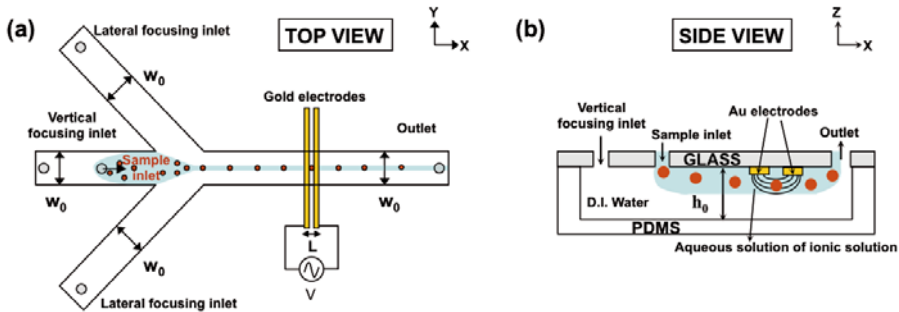 (a)
Lateral focusing inlet
TOP VIEW
Y
X
W0
Vertical
focusing inlet
Gold electrodes
Outlet
Sample
inlet
W0
W0
W0
L
V
Lateral focusing inlet
(b)
SIDE VIEW
Z
X
Vertical
focusing inlet
Au electrodes
Sample inlet
Outlet
GLASS
D.I. Water
h0
PDMS
Aqueous solution of ionic solution